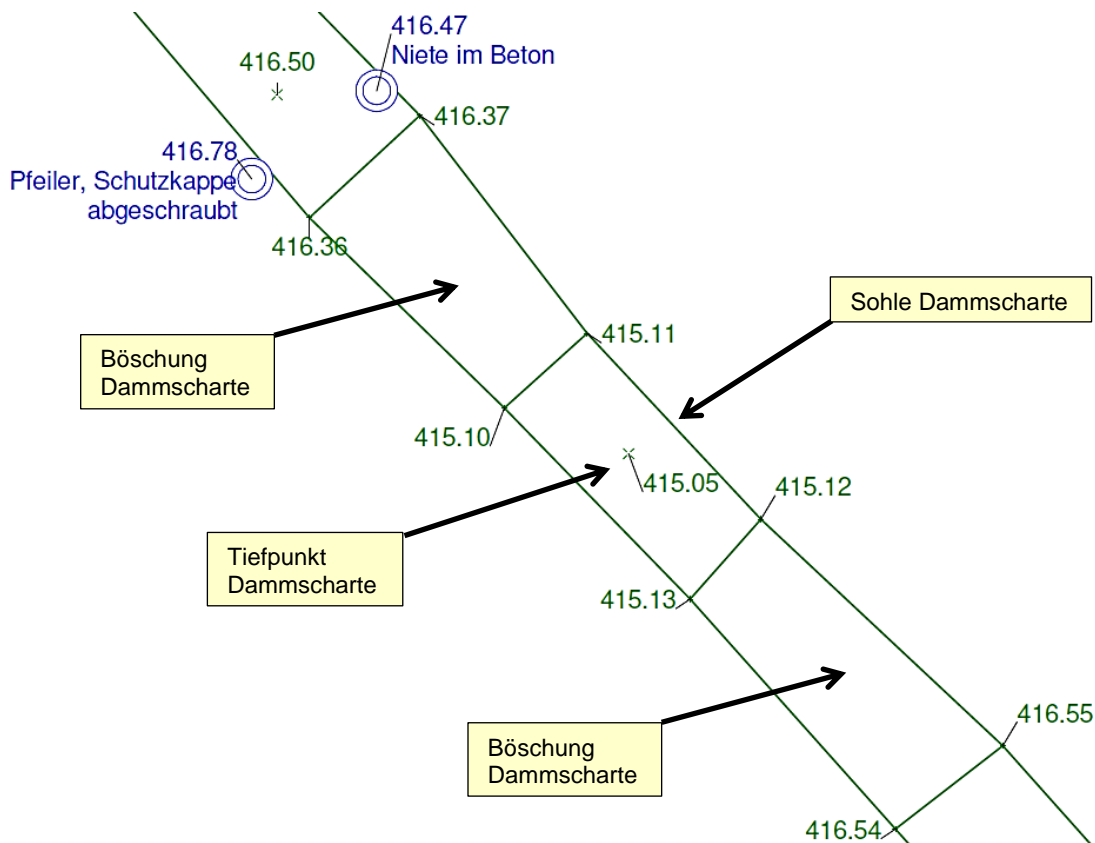 416.47
Niete im Beton
416.50
416.37
416.78
Pfeiler, Schutzkappe
abgeschraubt
416.36
Sohle Dammscharte
Böschung
Dammscharte
415.11
415.10
415.05
415.12
Tiefpunkt
Dammscharte
415.13
416.55
Böschung
Dammscharte
416.54